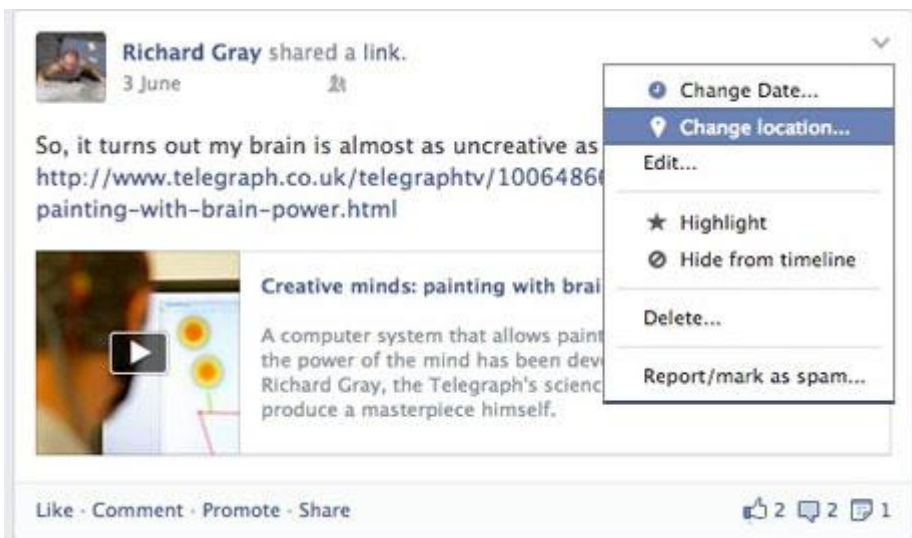 Richard Gray shared a link.
3 June
Change Date...
Change location...
Edit...
Highlight
Hide from timeline
Delete...
Report/mark as spam...
So, it turns out my brain is almost as uncreative as
http://www.telegraph.co.uk/telegraphtv/1006486
painting-with-brain-power.html
Creative minds: painting with brai
A computer system that allows paint
the power of the mind has been dev
Richard Gray, the Telegraph's scienc
produce a masterpiece himself.
Like · Comment · Promote · Share
2 2 1